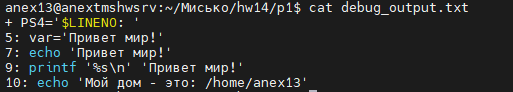 anex13@anextmshwsrv:~/Мисько/hw14/p1$ cat debug_output.txt
+ PS4='$LINENO: '
5: var='Привет мир!'
7: echo 'Привет мир!'
9: printf '%s\n' 'Привет мир!'
10: echo 'Мой дом - это: /home/anex13'